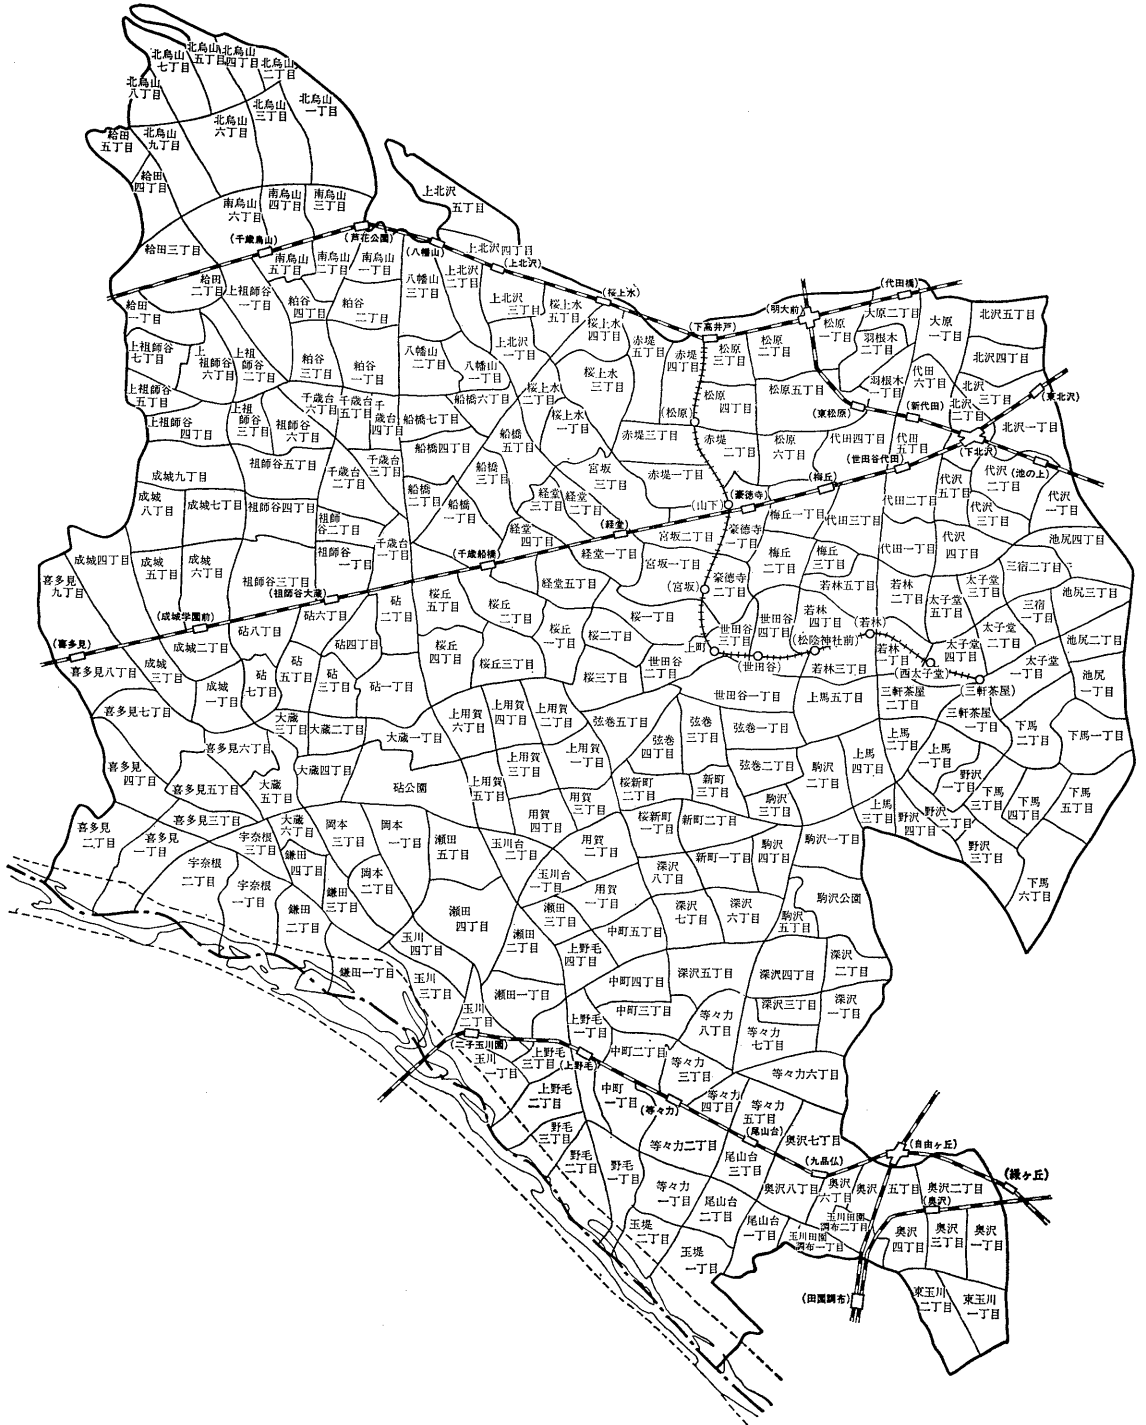 北烏山
七丁目
北烏山
五丁目
北烏山
四丁目
北烏山
二丁目
北烏山
八丁目
北烏山
三丁目
北烏山
一丁目
北烏山
六丁目
給田
五丁目
北烏山
九丁目
給田
四丁目
南烏山
六丁目
南烏山
四丁目
南烏山
三丁目
上北沢
五丁目
給田三丁目
(千歳烏山)
(芦花公園)
(八幡山)
上北沢四丁目
(上北沢)
南烏山
五丁目
南烏山
二丁目
南烏山
一丁目
八幡山
三丁目
上北沢
二丁目
給田
二丁目
上祖師谷
一丁目
粕谷
四丁目
粕谷
二丁目
上北沢
三丁目
桜上水
五丁目
(桜上水)
給田
一丁目
桜上水
四丁目
赤堤
五丁目
(下高井戸)
(明大前)
(代田橋)
松原
一丁目
大原二丁目
大原
一丁目
北沢五丁目
上祖師谷
七丁目
上
祖師谷
六丁目
上祖
師谷
二丁目
粕谷
三丁目
粕谷
一丁目
八幡山
二丁目
上北沢
一丁目
八幡山
一丁目
桜上水
三丁目
赤堤
四丁目
松原
三丁目
松原
二丁目
羽根木
二丁目
北沢四丁目
上祖師谷
五丁目
千歳台
六丁目
千歳台
五丁目
千
歳台
四丁目
船橋六丁目
桜上水
二丁目
松原
四丁目
松原五丁目
羽根木
一丁目
代田
六丁目
北沢
三丁目
(東北沢)
上祖師谷
四丁目
上祖
師谷
三丁目
祖師谷
六丁目
船橋七丁目
桜上水
一丁目
(松原)
(東松原)
(新代田)
北沢
二丁目
北沢一丁目
船橋四丁目
船橋
五丁目
赤堤三丁目
赤堤
二丁目
松原
六丁目
代田四丁目
代田
五丁目
(下北沢)
成城九丁目
祖師谷五丁目
千歳台
二丁目
千歳台
三丁目
船橋
三丁目
宮坂
三丁目
赤堤一丁目
(世田谷代田)
(池の上)
成城
八丁目
成城七丁目
祖師谷四丁目
祖師
谷二丁目
船橋
二丁目
船橋
一丁目
経堂
三丁目
経堂
二丁目
(山下)
(豪徳寺)
(梅丘)
代田二丁目
代沢
五丁目
代沢
二丁目
代沢
三丁目
代沢
一丁目
経堂
四丁目
(経堂)
宮坂二丁目
豪徳寺
一丁目
梅丘一丁目
代田三丁目
代沢
四丁目
池尻四丁目
成城四丁目
成城
五丁目
成城
六丁目
祖師谷三丁目
祖師谷
一丁目
千歳台
一丁目
(千歳船橋)
経堂一丁目
宮坂一丁目
梅丘
二丁目
梅丘
三丁目
代田一丁目
三宿二丁目
喜多見
九丁目
(祖師谷大蔵)
経堂五丁目
(宮坂)
豪徳寺
二丁目
若林五丁目
若林
二丁目
太子堂
三丁目
池尻三丁目
(成城学園前)
砧六丁目
砧
二丁目
桜丘
五丁目
桜丘
二丁目
桜一丁目
若林
四丁目
太子堂
五丁目
三宿
一丁目
(喜多見)
成城二丁目
砧八丁目
砧四丁目
桜丘
四丁目
桜丘
一丁目
桜二丁目
上町
世田谷
三丁目
世田谷
四丁目
(松陰神社前)
(若林)
太子堂
二丁目
池尻二丁目
喜多見八丁目
成城
三丁目
成城
一丁目
砧
七丁目
砧
五丁目
砧
三丁目
砧一丁目
桜丘三丁目
桜三丁目
世田谷
二丁目
(世田谷)
若林三丁目
若林
一丁目
太子堂
四丁目
(西太子堂)
太子堂
一丁目
池尻
一丁目
喜多見七丁目
世田谷一丁目
上馬五丁目
三軒茶屋
二丁目
(三軒茶屋)
大蔵
三丁目
大蔵二丁目
大蔵一丁目
上用賀
六丁目
上用賀
四丁目
上用賀
二丁目
弦巻五丁目
弦巻
三丁目
弦巻一丁目
三軒茶屋
一丁目
下馬
二丁目
下馬一丁目
喜多見六丁目
弦巻
四丁目
上馬
二丁目
上馬
一丁目
喜多見
四丁目
喜多見五丁目
大蔵
五丁目
大蔵四丁目
砧公園
上用賀
五丁目
上用賀
三丁目
上用賀
一丁目
桜新町
二丁目
新町
三丁目
弦巻二丁目
駒沢
二丁目
上馬
四丁目
野沢
一丁目
下馬
三丁目
下馬
五丁目
用賀
三丁目
駒沢
三丁目
上馬
三丁目
野沢
二丁目
下馬
四丁目
喜多見
二丁目
喜多見三丁目
喜多見
一丁目
宇奈根
三丁目
大蔵
六丁目
岡本
三丁目
岡本
一丁目
瀬田
五丁目
用賀
四丁目
桜新町
一丁目
新町二丁目
野沢
四丁目
野沢
三丁目
玉川台
二丁目
用賀
二丁目
新町一丁目
駒沢
四丁目
駒沢一丁目
宇奈根
二丁目
宇奈根
一丁目
鎌田
四丁目
岡本
二丁目
玉川台
一丁目
用賀
一丁目
深沢
八丁目
下馬
六丁目
鎌田
三丁目
鎌田
二丁目
瀬田
四丁目
瀬田
三丁目
深沢
七丁目
深沢
六丁目
駒沢
五丁目
駒沢公園
玉川
四丁目
瀬田
二丁目
上野毛
四丁目
中町五丁目
鎌田一丁目
玉川
三丁目
瀬田一丁目
中町四丁目
深沢五丁目
深沢四丁目
深沢
二丁目
玉川
二丁目
上野毛
一丁目
中町三丁目
等々力
八丁目
深沢三丁目
深沢
一丁目
(二子玉川園)
玉川
一丁目
上野毛
三丁目
(上野毛)
中町二丁目
等々力
七丁目
等々力
三丁目
等々力六丁目
上野毛
二丁目
中町
一丁目
(等々力)
等々力
四丁目
等々力
五丁目
野毛
三丁目
等々力二丁目
(尾山台)
奥沢七丁目
(自由ヶ丘)
野毛
二丁目
野毛
一丁目
尾山台
三丁目
(九品仏)
等々力
一丁目
奥沢八丁目
奥沢
六丁目
奥沢
五丁目
奥沢二丁目
(緑ヶ丘)
(奥沢)
尾山台
二丁目
玉堤
二丁目
尾山台
一丁目
玉川田園
調布二丁目
玉川田園
調布一丁目
奥沢
四丁目
奥沢
三丁目
奥沢
一丁目
玉堤
一丁目
(田園調布)
東玉川
二丁目
東玉川
一丁目